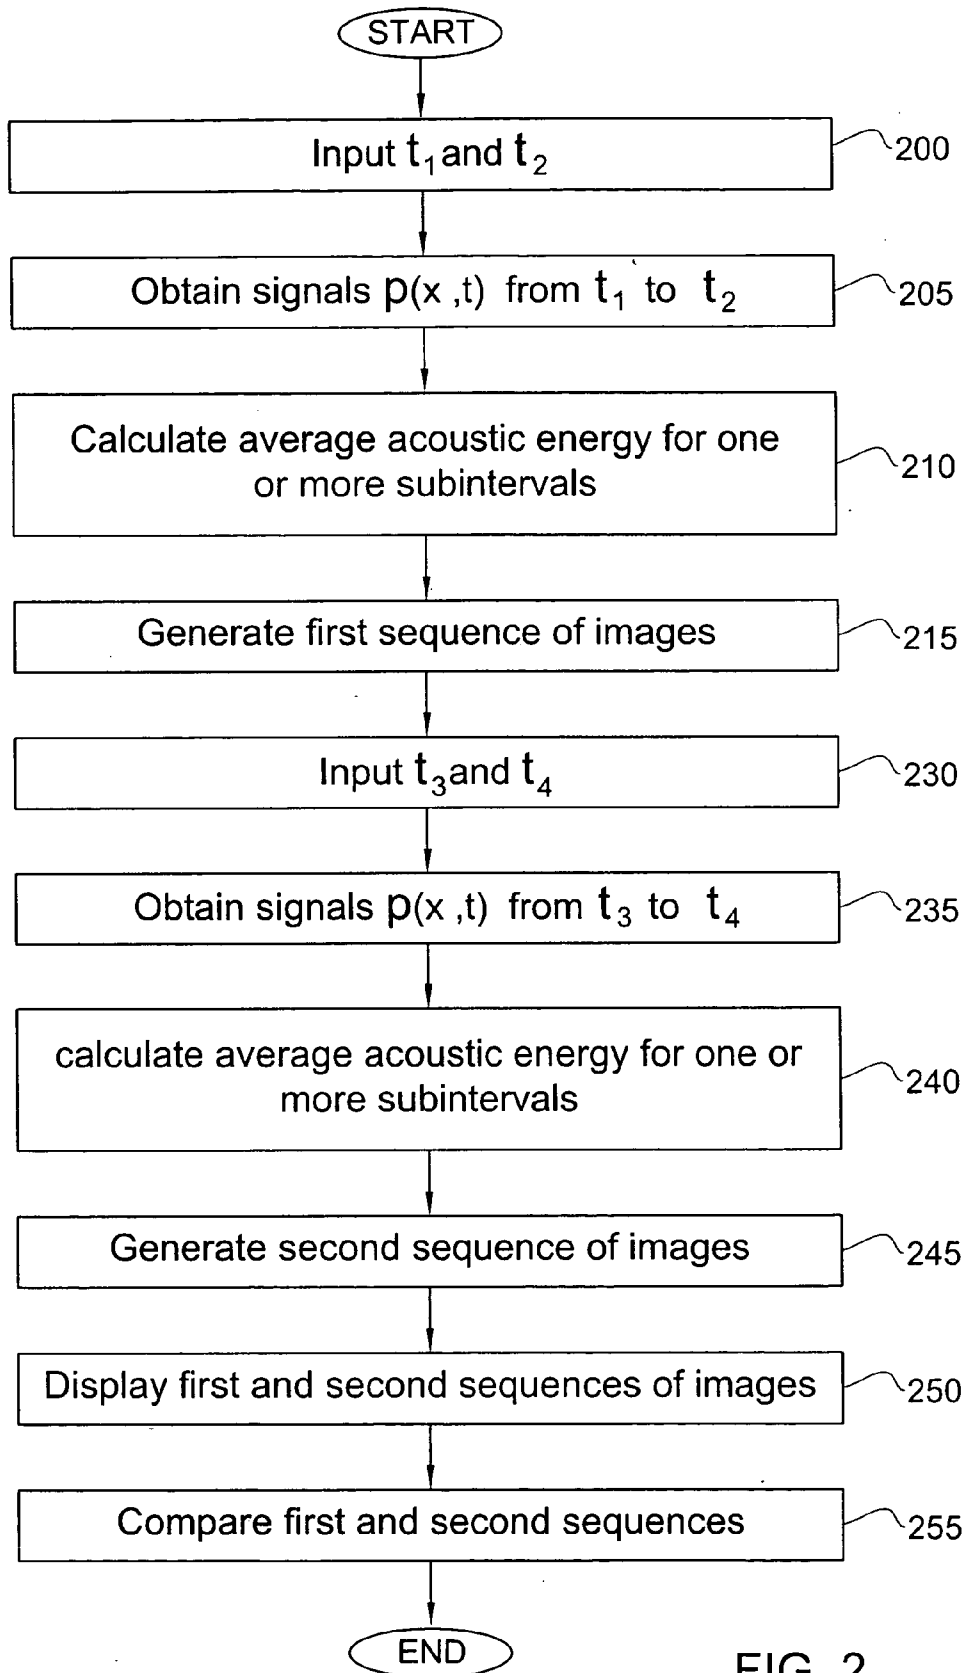 START
Input t₁ and t₂
200
Obtain signals p(x ,t) from t₁ to t₂
205
Calculate average acoustic energy for one
or more subintervals
210
Generate first sequence of images
215
Input t₃ and t₄
230
Obtain signals p(x ,t) from t₃ to t₄
235
calculate average acoustic energy for one or
more subintervals
240
Generate second sequence of images
245
Display first and second sequences of images
250
Compare first and second sequences
255
END
FIG. 2